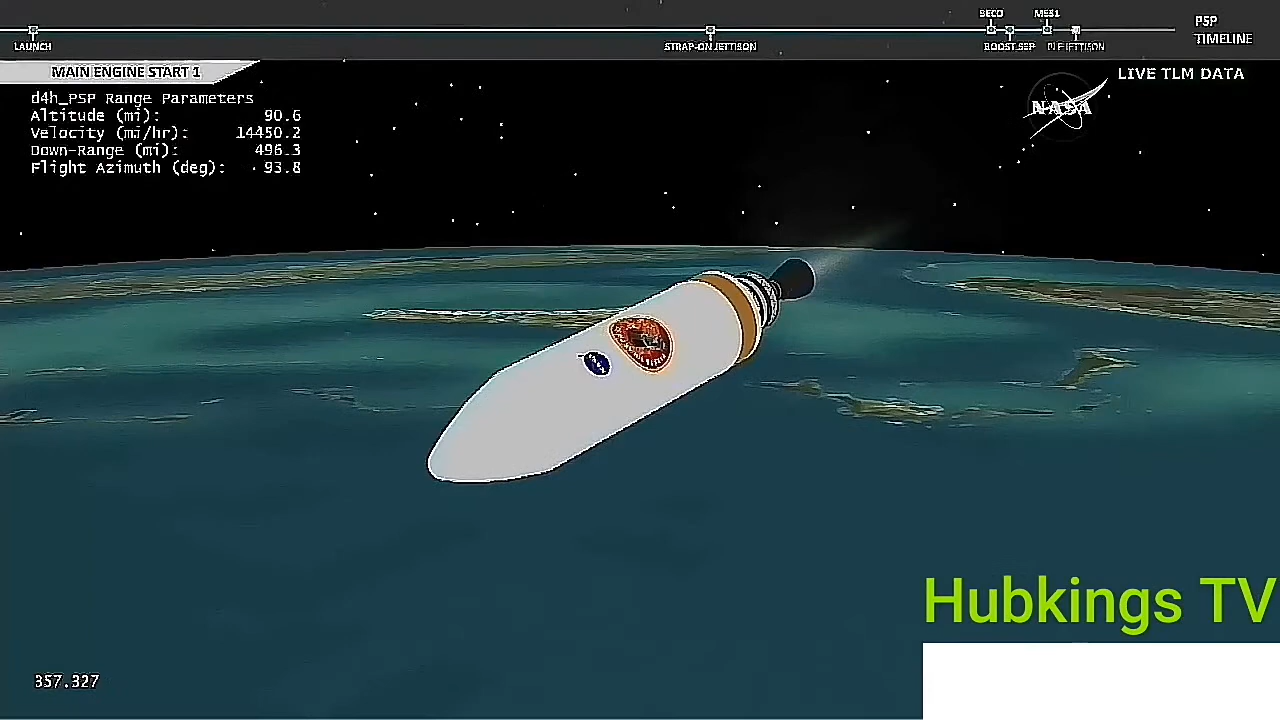 BECO
MES1
PSP
TIMELINE
LAUNCH
STRAP-ON JETTISON
BOOST SEP
MAIN ENGINE START 1
LIVE TLM DATA
d4h_PSP Range Parameters
Altitude (mi): 90.6
Velocity (mi/hr): 14450.2
Down-Range (mi): 496.3
Flight Azimuth (deg): 93.8
NASA
Hubkings TV
357.327